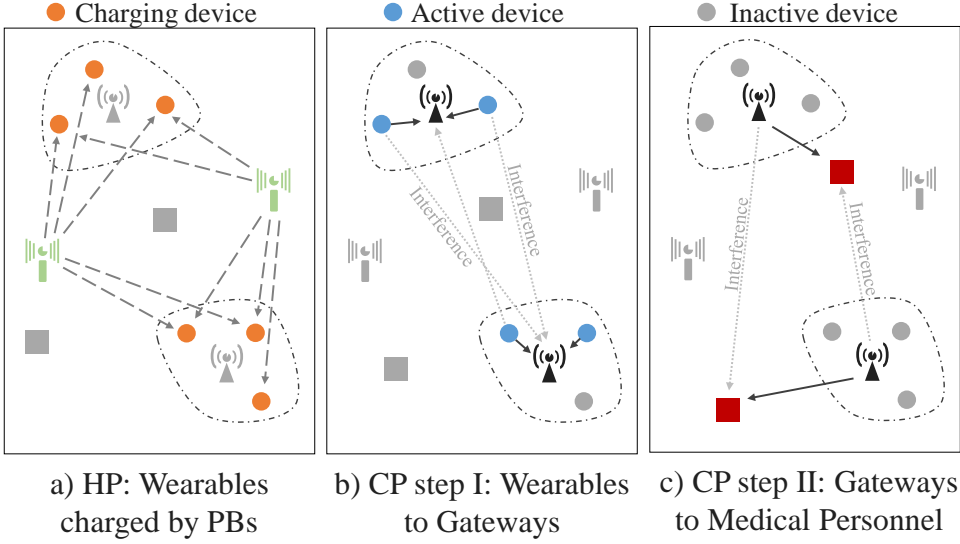 Charging device
Active device
Inactive device
Interference
Interference
Interference
Interference
a) HP: Wearables
charged by PBs
b) CP step I: Wearables
to Gateways
c) CP step II: Gateways
to Medical Personnel